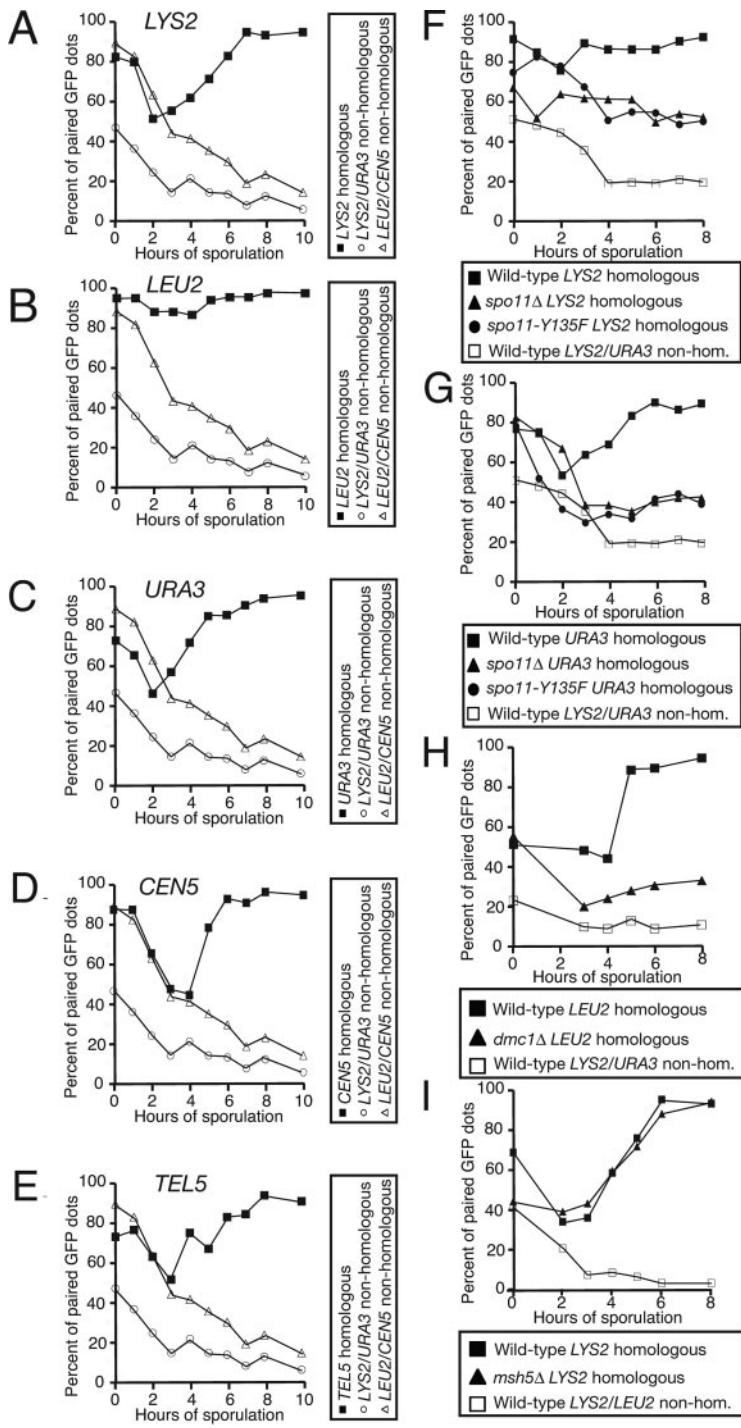 A
LYS2
Percent of paired GFP dots
100
80
60
40
20
0
0 2 4 6 8 10
Hours of sporulation
■ LYS2 homologous
○ LYS2/URA3 non-homologous
△ LEU2/CEN5 non-homologous
B
LEU2
Percent of paired GFP dots
100
80
60
40
20
0
0 2 4 6 8 10
Hours of sporulation
■ LEU2 homologous
○ LYS2/URA3 non-homologous
△ LEU2/CEN5 non-homologous
C
URA3
Percent of paired GFP dots
100
80
60
40
20
0
0 2 4 6 8 10
Hours of sporulation
■ URA3 homologous
○ LYS2/URA3 non-homologous
△ LEU2/CEN5 non-homologous
D
CEN5
Percent of paired GFP dots
100
80
60
40
20
0
0 2 4 6 8 10
Hours of sporulation
■ CEN5 homologous
○ LYS2/URA3 non-homologous
△ LEU2/CEN5 non-homologous
E
TEL5
Percent of paired GFP dots
100
80
60
40
20
0
0 2 4 6 8 10
Hours of sporulation
■ TEL5 homologous
○ LYS2/URA3 non-homologous
△ LEU2/CEN5 non-homologous
F
Percent of paired GFP dots
100
80
60
40
20
0
0 2 4 6 8
Hours of sporulation
■ Wild-type LYS2 homologous
▲ spo11Δ LYS2 homologous
● spo11-Y135F LYS2 homologous
□ Wild-type LYS2/URA3 non-hom.
G
Percent of paired GFP dots
100
80
60
40
20
0
0 2 4 6 8
Hours of sporulation
■ Wild-type URA3 homologous
▲ spo11Δ URA3 homologous
● spo11-Y135F URA3 homologous
□ Wild-type LYS2/URA3 non-hom.
H
Percent of paired GFP dots
100
80
60
40
20
0
0 2 4 6 8
Hours of sporulation
■ Wild-type LEU2 homologous
▲ dmc1Δ LEU2 homologous
□ Wild-type LYS2/URA3 non-hom.
I
Percent of paired GFP dots
100
80
60
40
20
0
0 2 4 6 8
Hours of sporulation
■ Wild-type LYS2 homologous
▲ msh5Δ LYS2 homologous
□ Wild-type LYS2/LEU2 non-hom.